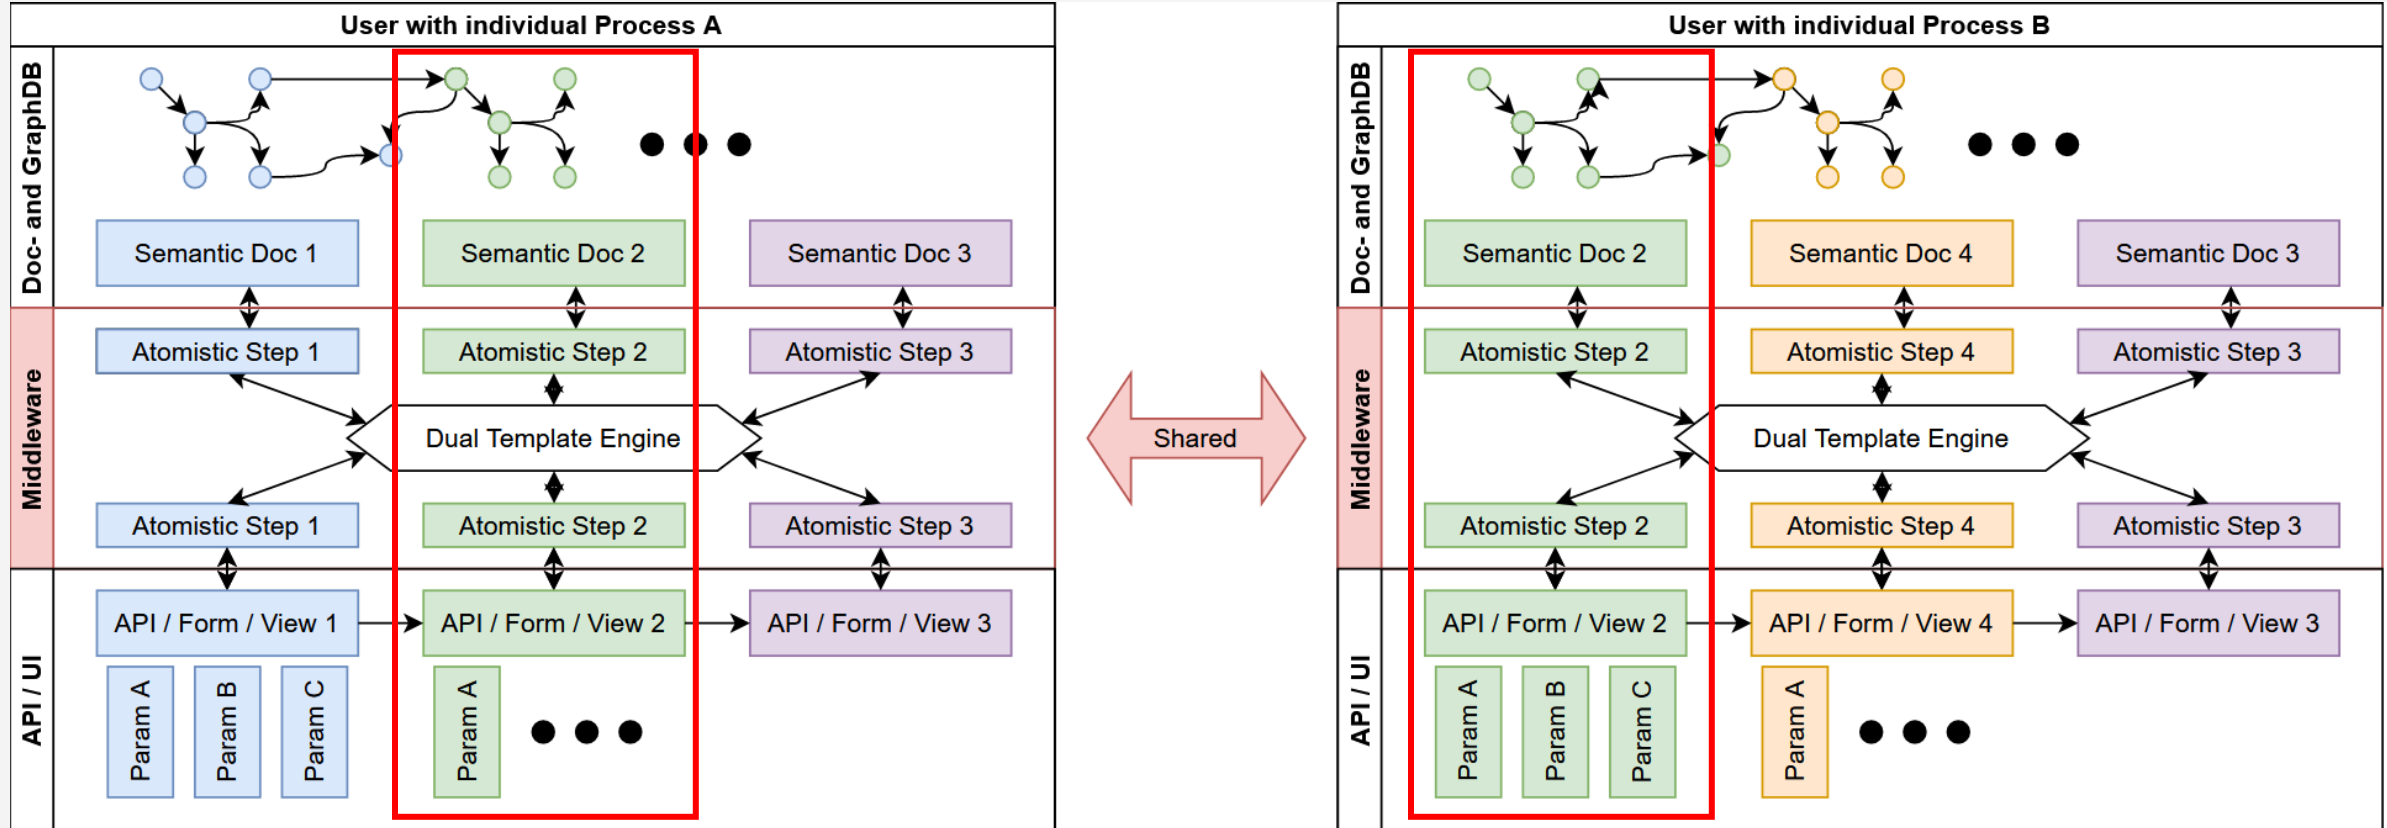 User with individual Process A
Doc- and GraphDB
Semantic Doc 1
Semantic Doc 2
Semantic Doc 3
Middleware
Atomistic Step 1
Atomistic Step 2
Atomistic Step 3
Dual Template Engine
Atomistic Step 1
Atomistic Step 2
Atomistic Step 3
API / UI
API / Form / View 1
API / Form / View 2
API / Form / View 3
Param A
Param B
Param C
Param A
Shared
User with individual Process B
Doc- and GraphDB
Semantic Doc 2
Semantic Doc 4
Semantic Doc 3
Middleware
Atomistic Step 2
Atomistic Step 4
Atomistic Step 3
Dual Template Engine
Atomistic Step 2
Atomistic Step 4
Atomistic Step 3
API / UI
API / Form / View 2
API / Form / View 4
API / Form / View 3
Param A
Param B
Param C
Param A